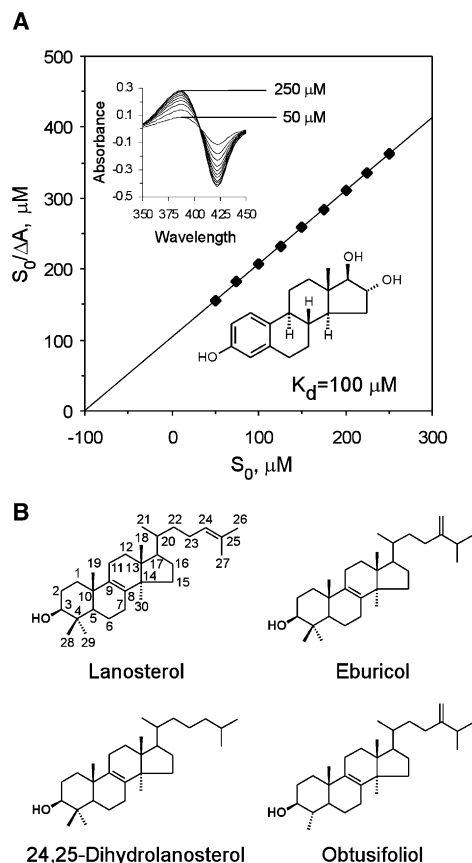 A
500
400
300
200
100
0
S0/ΔA, μM
-100 0 100 200 300
S0, μM
0.3
0.1
-0.1
-0.3
-0.5
Absorbance
350 375 400 425 450
Wavelength
250 μM
50 μM
OH
OH
H
H
H
HO
Kd=100 μM
B
21 22 24 26
18 20 23 25
12 17 27
19 11 13 16
1 9 14 15
2 10 8
HO 3 4 5 6 7 30
28 29
Lanosterol
HO
Eburicol
HO
24,25-Dihydrolanosterol
HO
Obtusifoliol